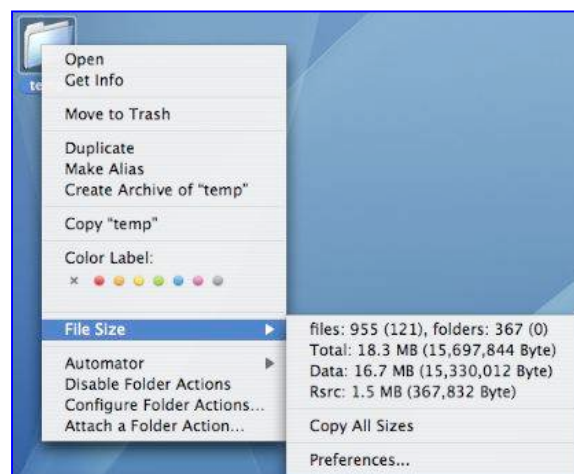 Open
Get Info
Move to Trash
Duplicate
Make Alias
Create Archive of "temp"
Copy "temp"
Color Label:
×
File Size
Automator
Disable Folder Actions
Configure Folder Actions...
Attach a Folder Action...
files: 955 (121), folders: 367 (0)
Total: 18.3 MB (15,697,844 Byte)
Data: 16.7 MB (15,330,012 Byte)
Rsrc: 1.5 MB (367,832 Byte)
Copy All Sizes
Preferences...